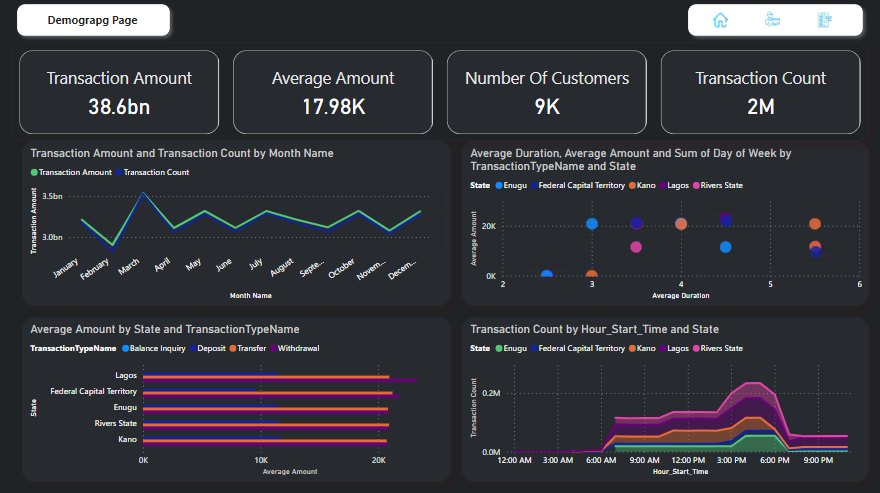 Demograpg Page
Transaction Amount
38.6bn
Average Amount
17.98K
Number Of Customers
9K
Transaction Count
2M
Transaction Amount and Transaction Count by Month Name
Transaction Amount Transaction Count
Transaction Amount
3.5bn
3.0bn
January February March April May June July August Septe... October Novem... Decem...
Month Name
Average Duration, Average Amount and Sum of Day of Week by
TransactionTypeName and State
State Enugu Federal Capital Territory Kano Lagos Rivers State
Average Amount
20K
0K
2 3 4 5 6
Average Duration
Average Amount by State and TransactionTypeName
TransactionTypeName Balance Inquiry Deposit Transfer Withdrawal
State
Lagos
Federal Capital Territory
Enugu
Rivers State
Kano
0K 10K 20K
Average Amount
Transaction Count by Hour_Start_Time and State
State Enugu Federal Capital Territory Kano Lagos Rivers State
Transaction Count
0.2M
0.0M
12:00 AM 3:00 AM 6:00 AM 9:00 AM 12:00 PM 3:00 PM 6:00 PM 9:00 PM
Hour_Start_Time